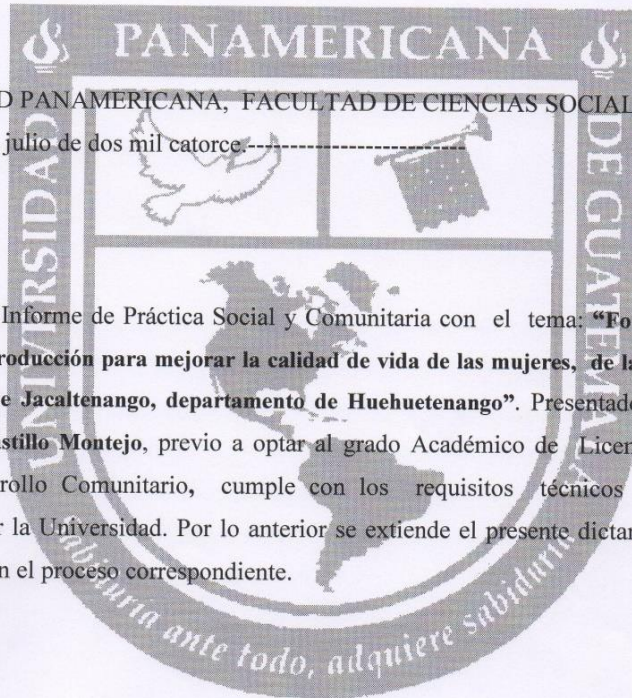 PANAMERICANA
UNIVERSIDAD
DE GUATEMALA
D PANAMERICANA, FACULTAD DE CIENCIAS SOCIAL
julio de dos mil catorce.-----------------------
Informe de Práctica Social y Comunitaria con el tema: “Fo
roducción para mejorar la calidad de vida de las mujeres, de la
e Jacaltenango, departamento de Huehuetenango”. Presentado
stillo Montejo, previo a optar al grado Académico de Licen
rollo Comunitario, cumple con los requisitos técnicos
r la Universidad. Por lo anterior se extiende el presente dictam
n el proceso correspondiente.
Sabiduría ante todo, adquiere sabiduría